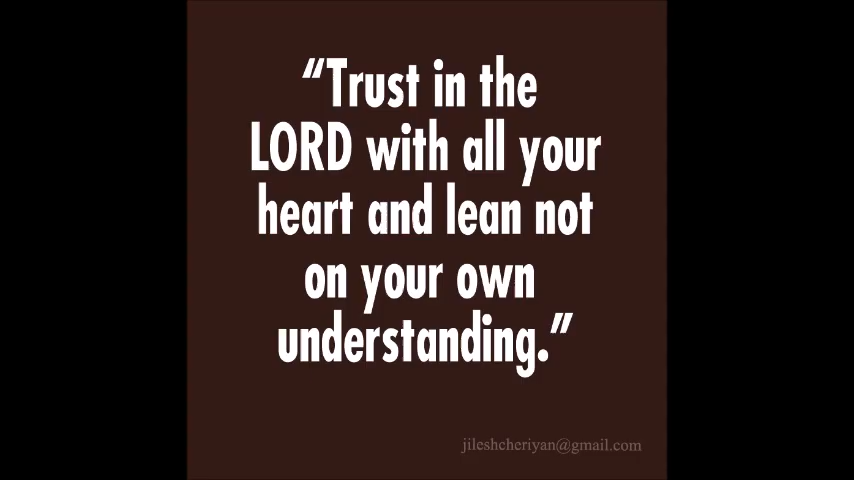 “Trust in the
LORD with all your
heart and lean not
on your own
understanding.”
jileshcheriyan@gmail.com